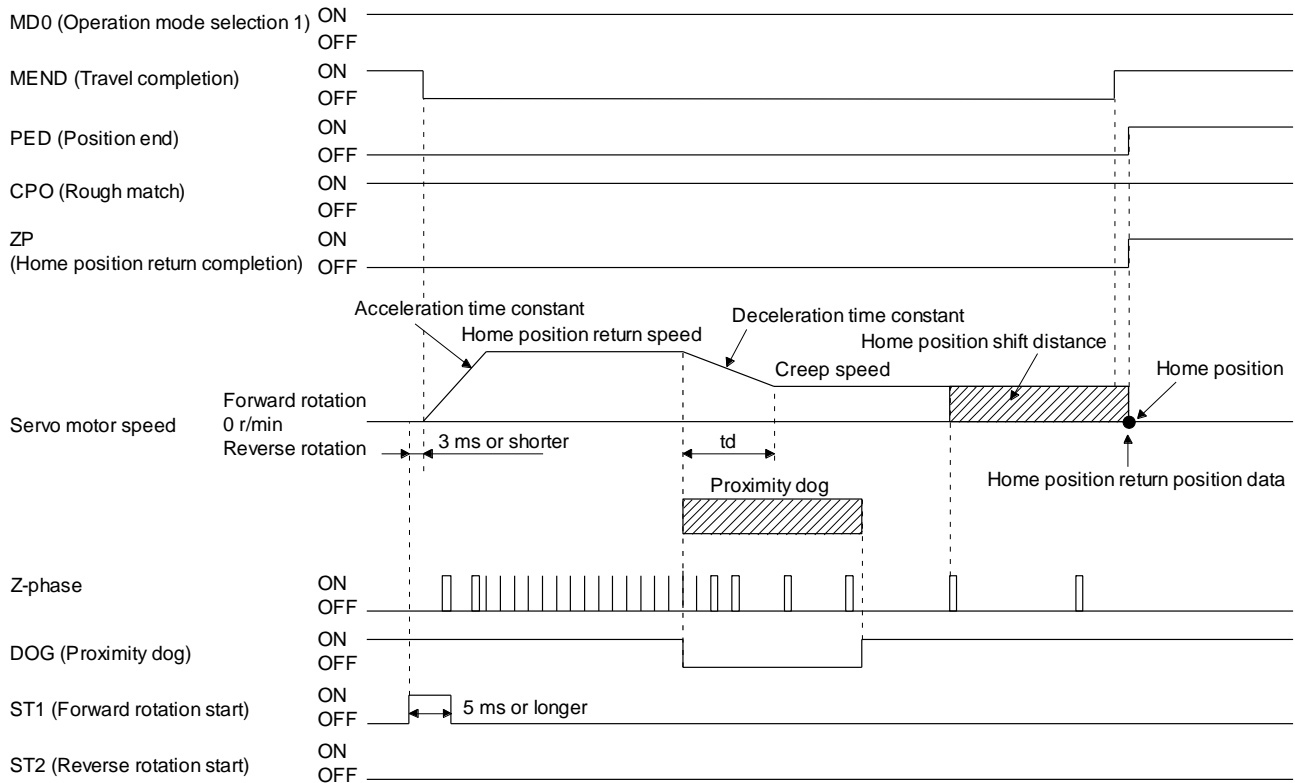 MD0 (Operation mode selection 1) ON
OFF
MEND (Travel completion) ON
OFF
PED (Position end) ON
OFF
CPO (Rough match) ON
OFF
ZP ON
(Home position return completion) OFF
Acceleration time constant
Deceleration time constant
Home position return speed
Home position shift distance
Creep speed
Home position
Forward rotation
Servo motor speed 0 r/min
Reverse rotation
3 ms or shorter
td
Home position return position data
Proximity dog
Z-phase ON
OFF
DOG (Proximity dog) ON
OFF
ST1 (Forward rotation start) ON
OFF
5 ms or longer
ST2 (Reverse rotation start) ON
OFF